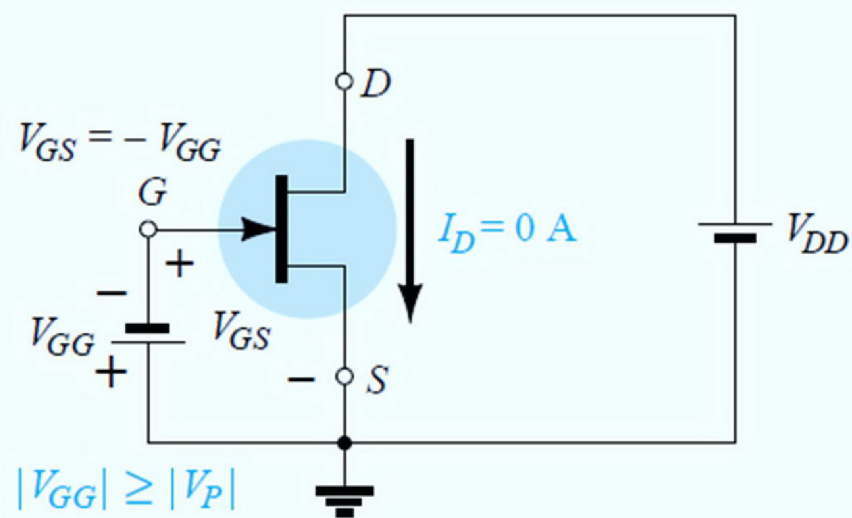 D
V_GS = – V_GG
G
I_D = 0 A
+
V_DD
–
V_GG
V_GS
+
–
S
|V_GG| ≥ |V_P|